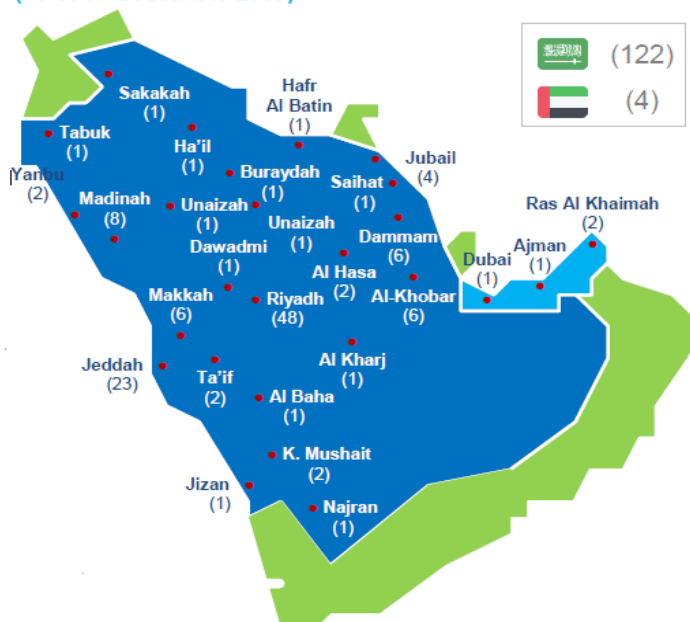 (122)
(4)
Sakakah
(1)
Hafr
Al Batin
(1)
Tabuk
(1)
Ha'il
(1)
Buraydah
(1)
Jubail
(4)
Saihat
(1)
Yanbu
(2)
Madinah
(8)
Unaizah
(1)
Unaizah
(1)
Dammam
(6)
Ras Al Khaimah
(2)
Dubai
(1)
Ajman
(1)
Dawadmi
(1)
Al Hasa
(2)
Al-Khobar
(6)
Makkah
(6)
Riyadh
(48)
Jeddah
(23)
Ta'if
(2)
Al Kharj
(1)
Al Baha
(1)
K. Mushait
(2)
Jizan
(1)
Najran
(1)